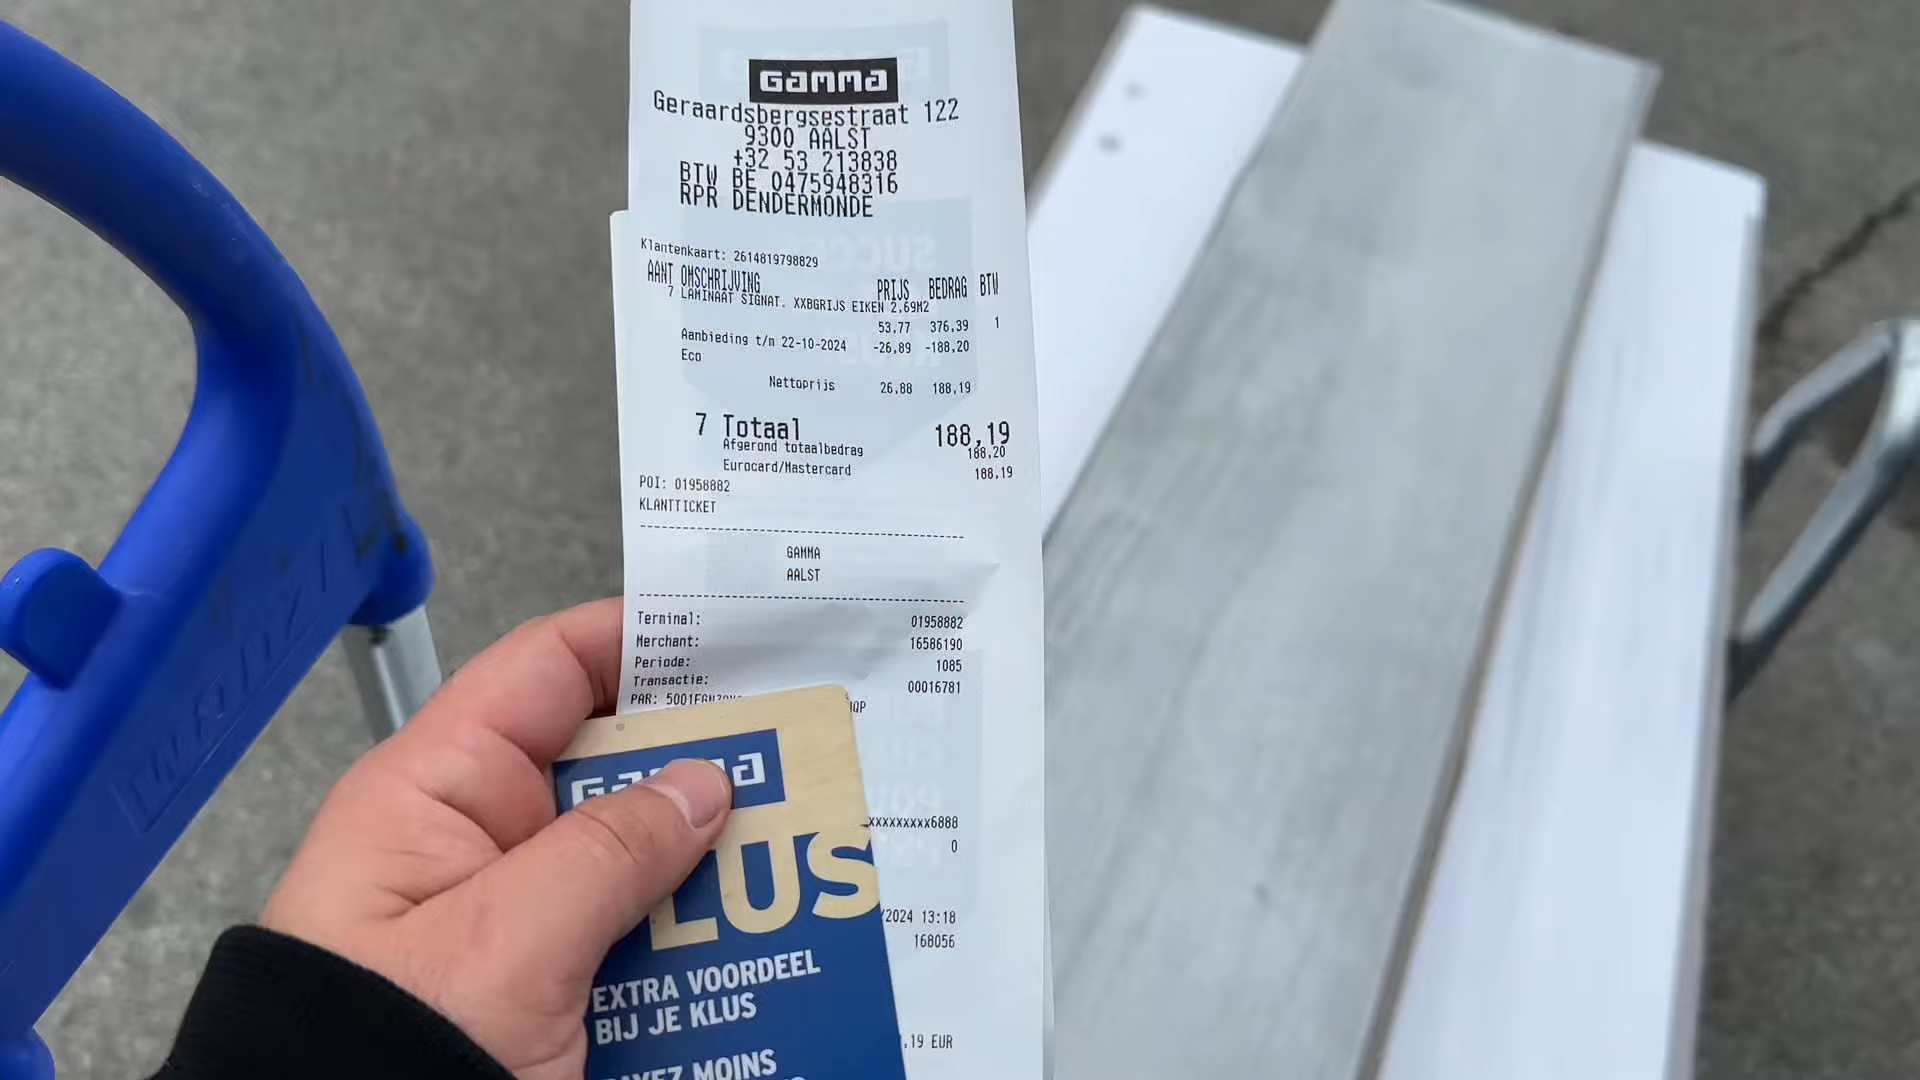 GAMMA
Geraardsbergsestraat 122
9300 AALST
+32 53 213838
BTW BE 0475948316
RPR DENDERMONDE
Klantenkaart: 2614819798829
AANT OMSCHRIJVING PRIJS BEDRAG BTW
7 LAMINAAT SIGNAT. XXBGRIJS EIKEN 2,69M2
53,77 376,39 1
Aanbieding t/m 22-10-2024 -26,89 -188,20
Eco
Nettoprijs 26,88 188,19
7 Totaal 188,19
Afgerond totaalbedrag 188,20
Eurocard/Mastercard 188,19
POI: 01958882
KLANTTICKET
GAMMA
AALST
Terminal: 01958882
Merchant: 16586190
Periode: 1085
Transactie: 00016781
PAR:
xxxxxxxxx6888
0
/2024 13:18
168056
,19 EUR
GAMMA
LUS
EXTRA VOORDEEL
BIJ JE KLUS
MOINS